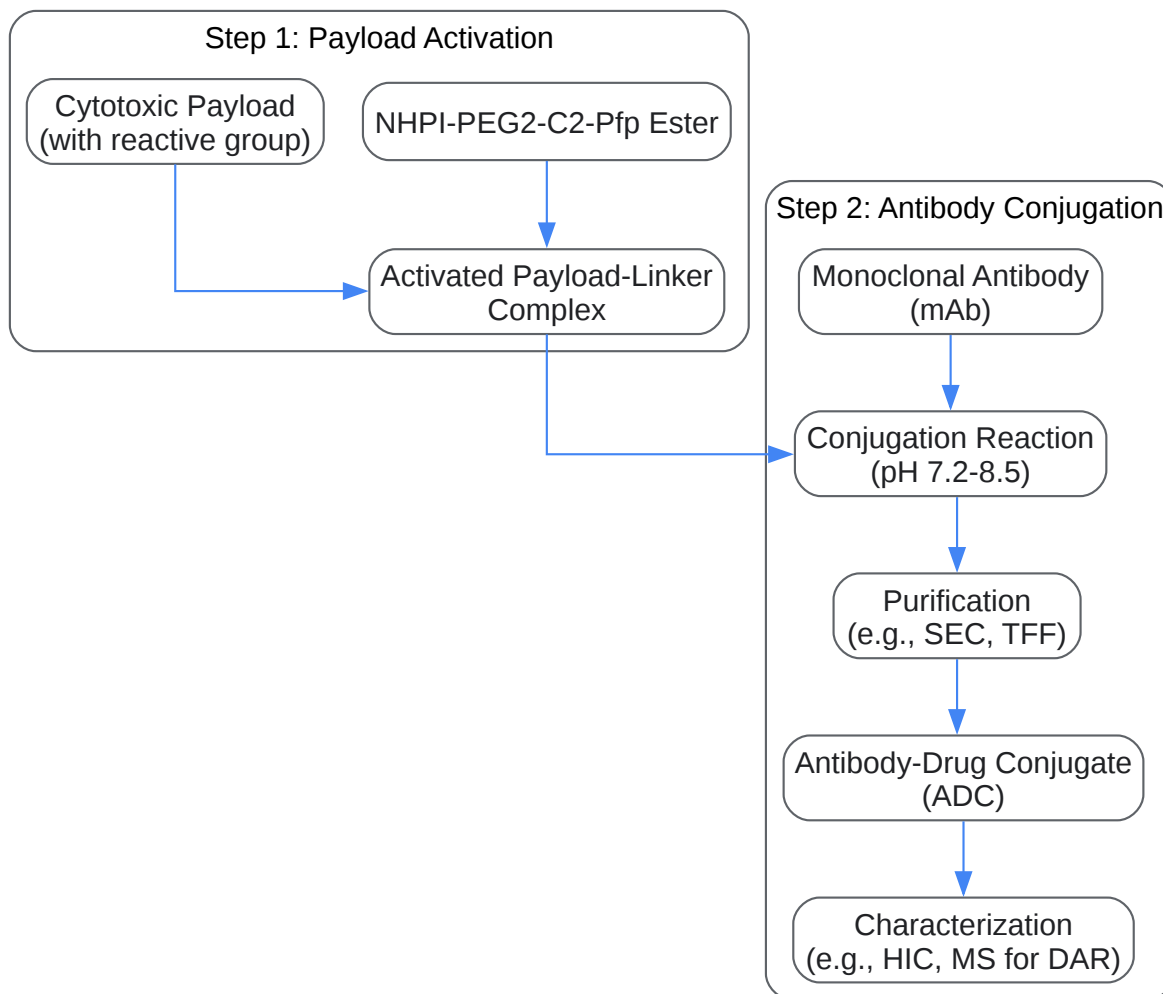 Step 1: Payload Activation
Cytotoxic Payload
(with reactive group)
NHPI-PEG2-C2-Pfp Ester
Activated Payload-Linker
Complex
Step 2: Antibody Conjugation
Monoclonal Antibody
(mAb)
Conjugation Reaction
(pH 7.2-8.5)
Purification
(e.g., SEC, TFF)
Antibody-Drug Conjugate
(ADC)
Characterization
(e.g., HIC, MS for DAR)